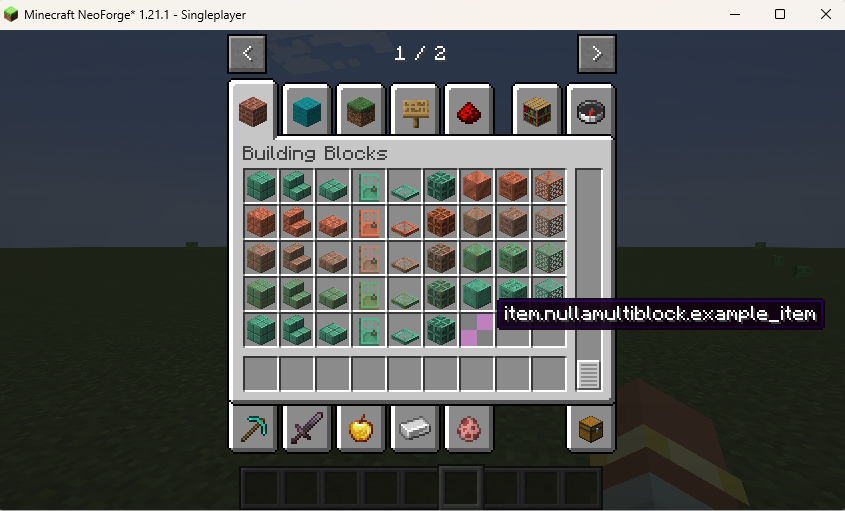 Minecraft NeoForge* 1.21.1 - Singleplayer
1 / 2
Building Blocks
item.nullamultiblock.example_item